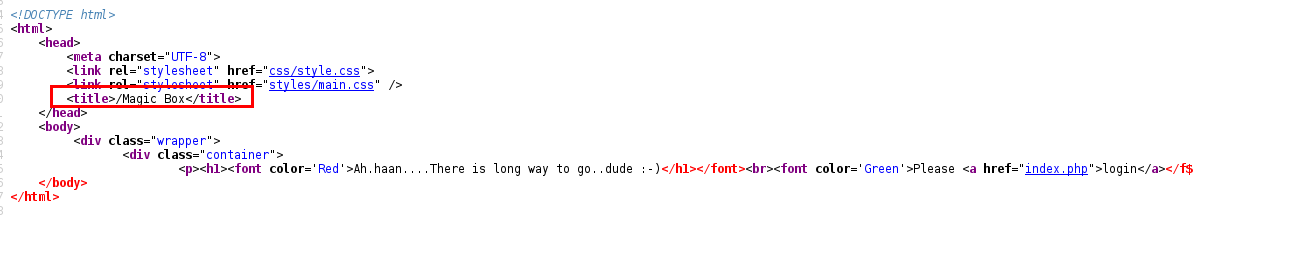 <!DOCTYPE html>
<html>
<head>
<meta charset="UTF-8">
<link rel="stylesheet" href="css/style.css">
<link rel="stylesheet" href="styles/main.css" />
<title>/Magic Box</title>
</head>
<body>
<div class="wrapper">
<div class="container">
<p><h1><font color='Red'>Ah.haan....There is long way to go..dude :-)</h1></font><br><font color='Green'>Please <a href="index.php">login</a></f$
</body>
</html>